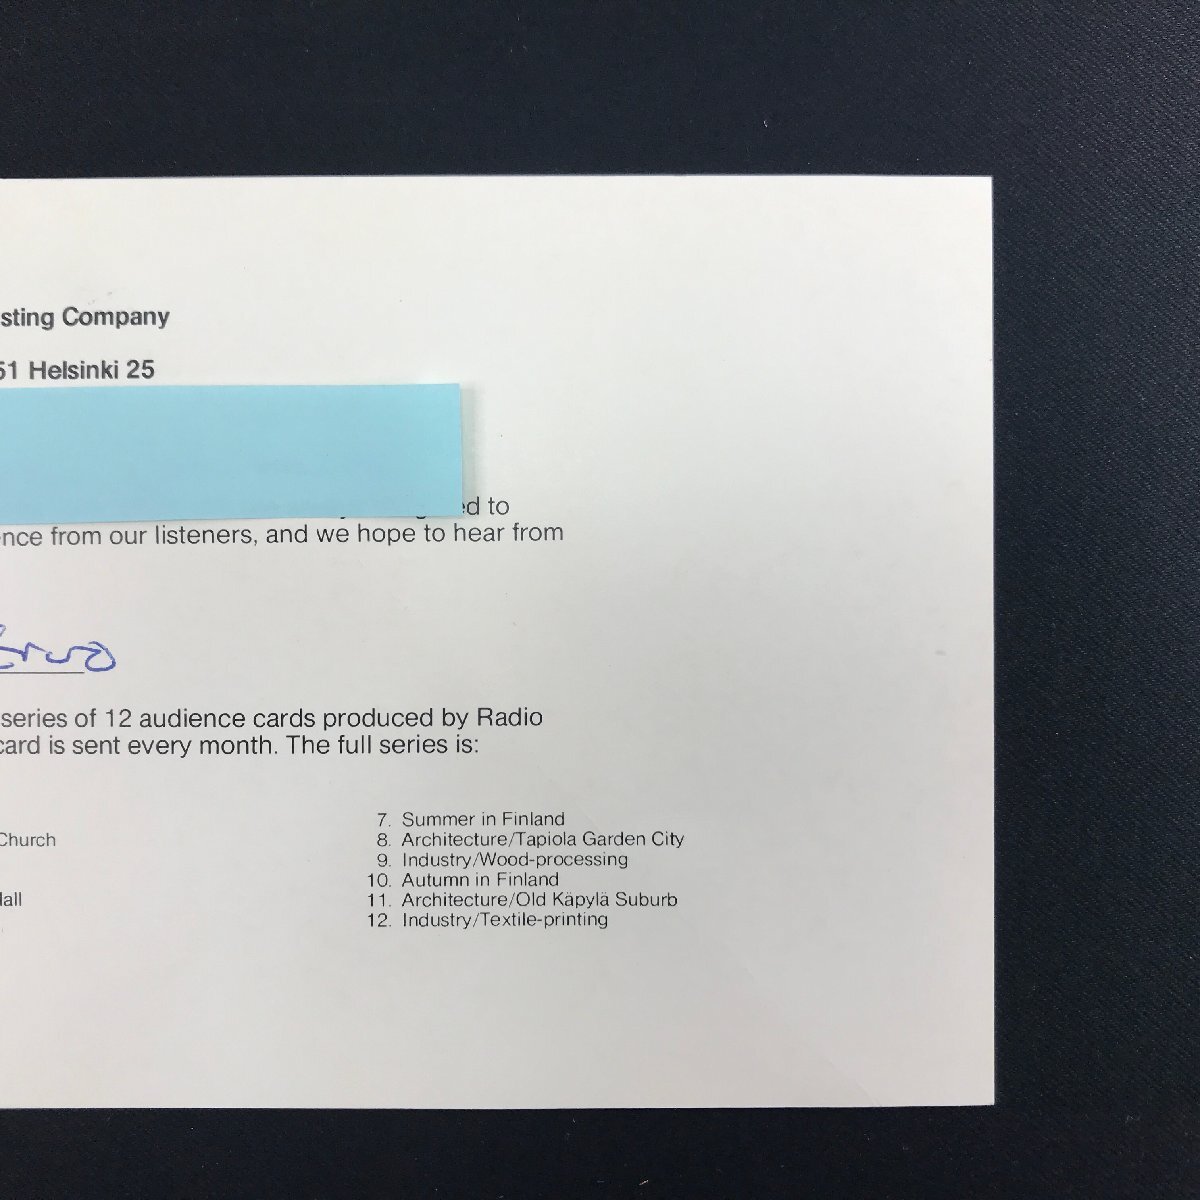 sting Company
51 Helsinki 25
to
nce from our listeners, and we hope to hear from
series of 12 audience cards produced by Radio
card is sent every month. The full series is:
Church
7. Summer in Finland
8. Architecture/Tapiola Garden City
9. Industry/Wood-processing
10. Autumn in Finland
11. Architecture/Old Käpylä Suburb
12. Industry/Textile-printing